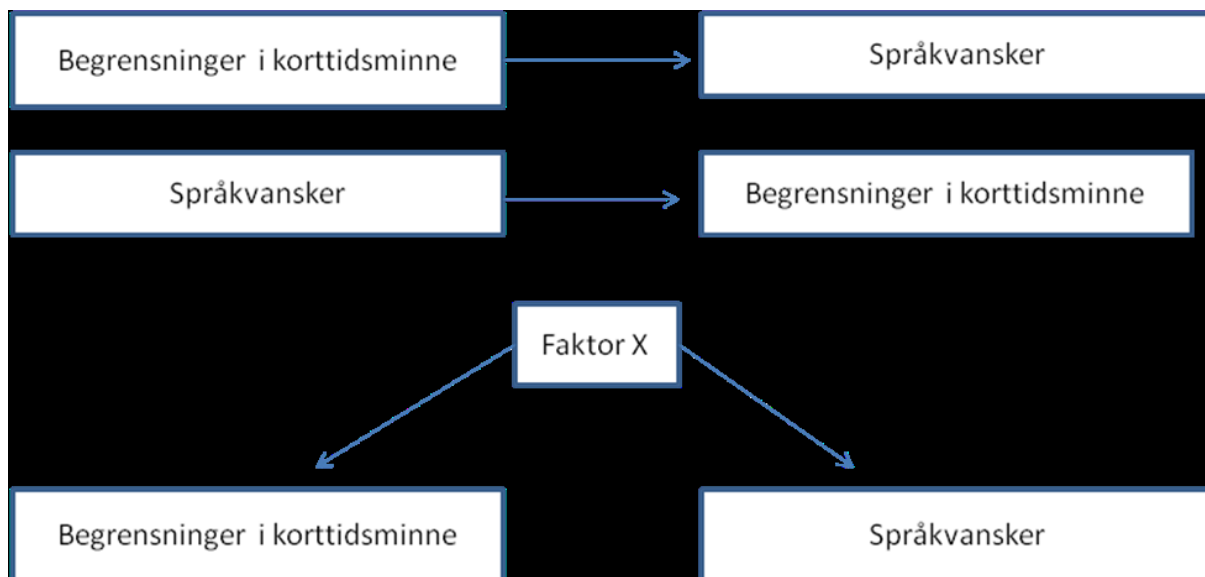 Begrensninger i korttidsminne
Språkvansker
Språkvansker
Begrensninger i korttidsminne
Faktor X
Begrensninger i korttidsminne
Språkvansker